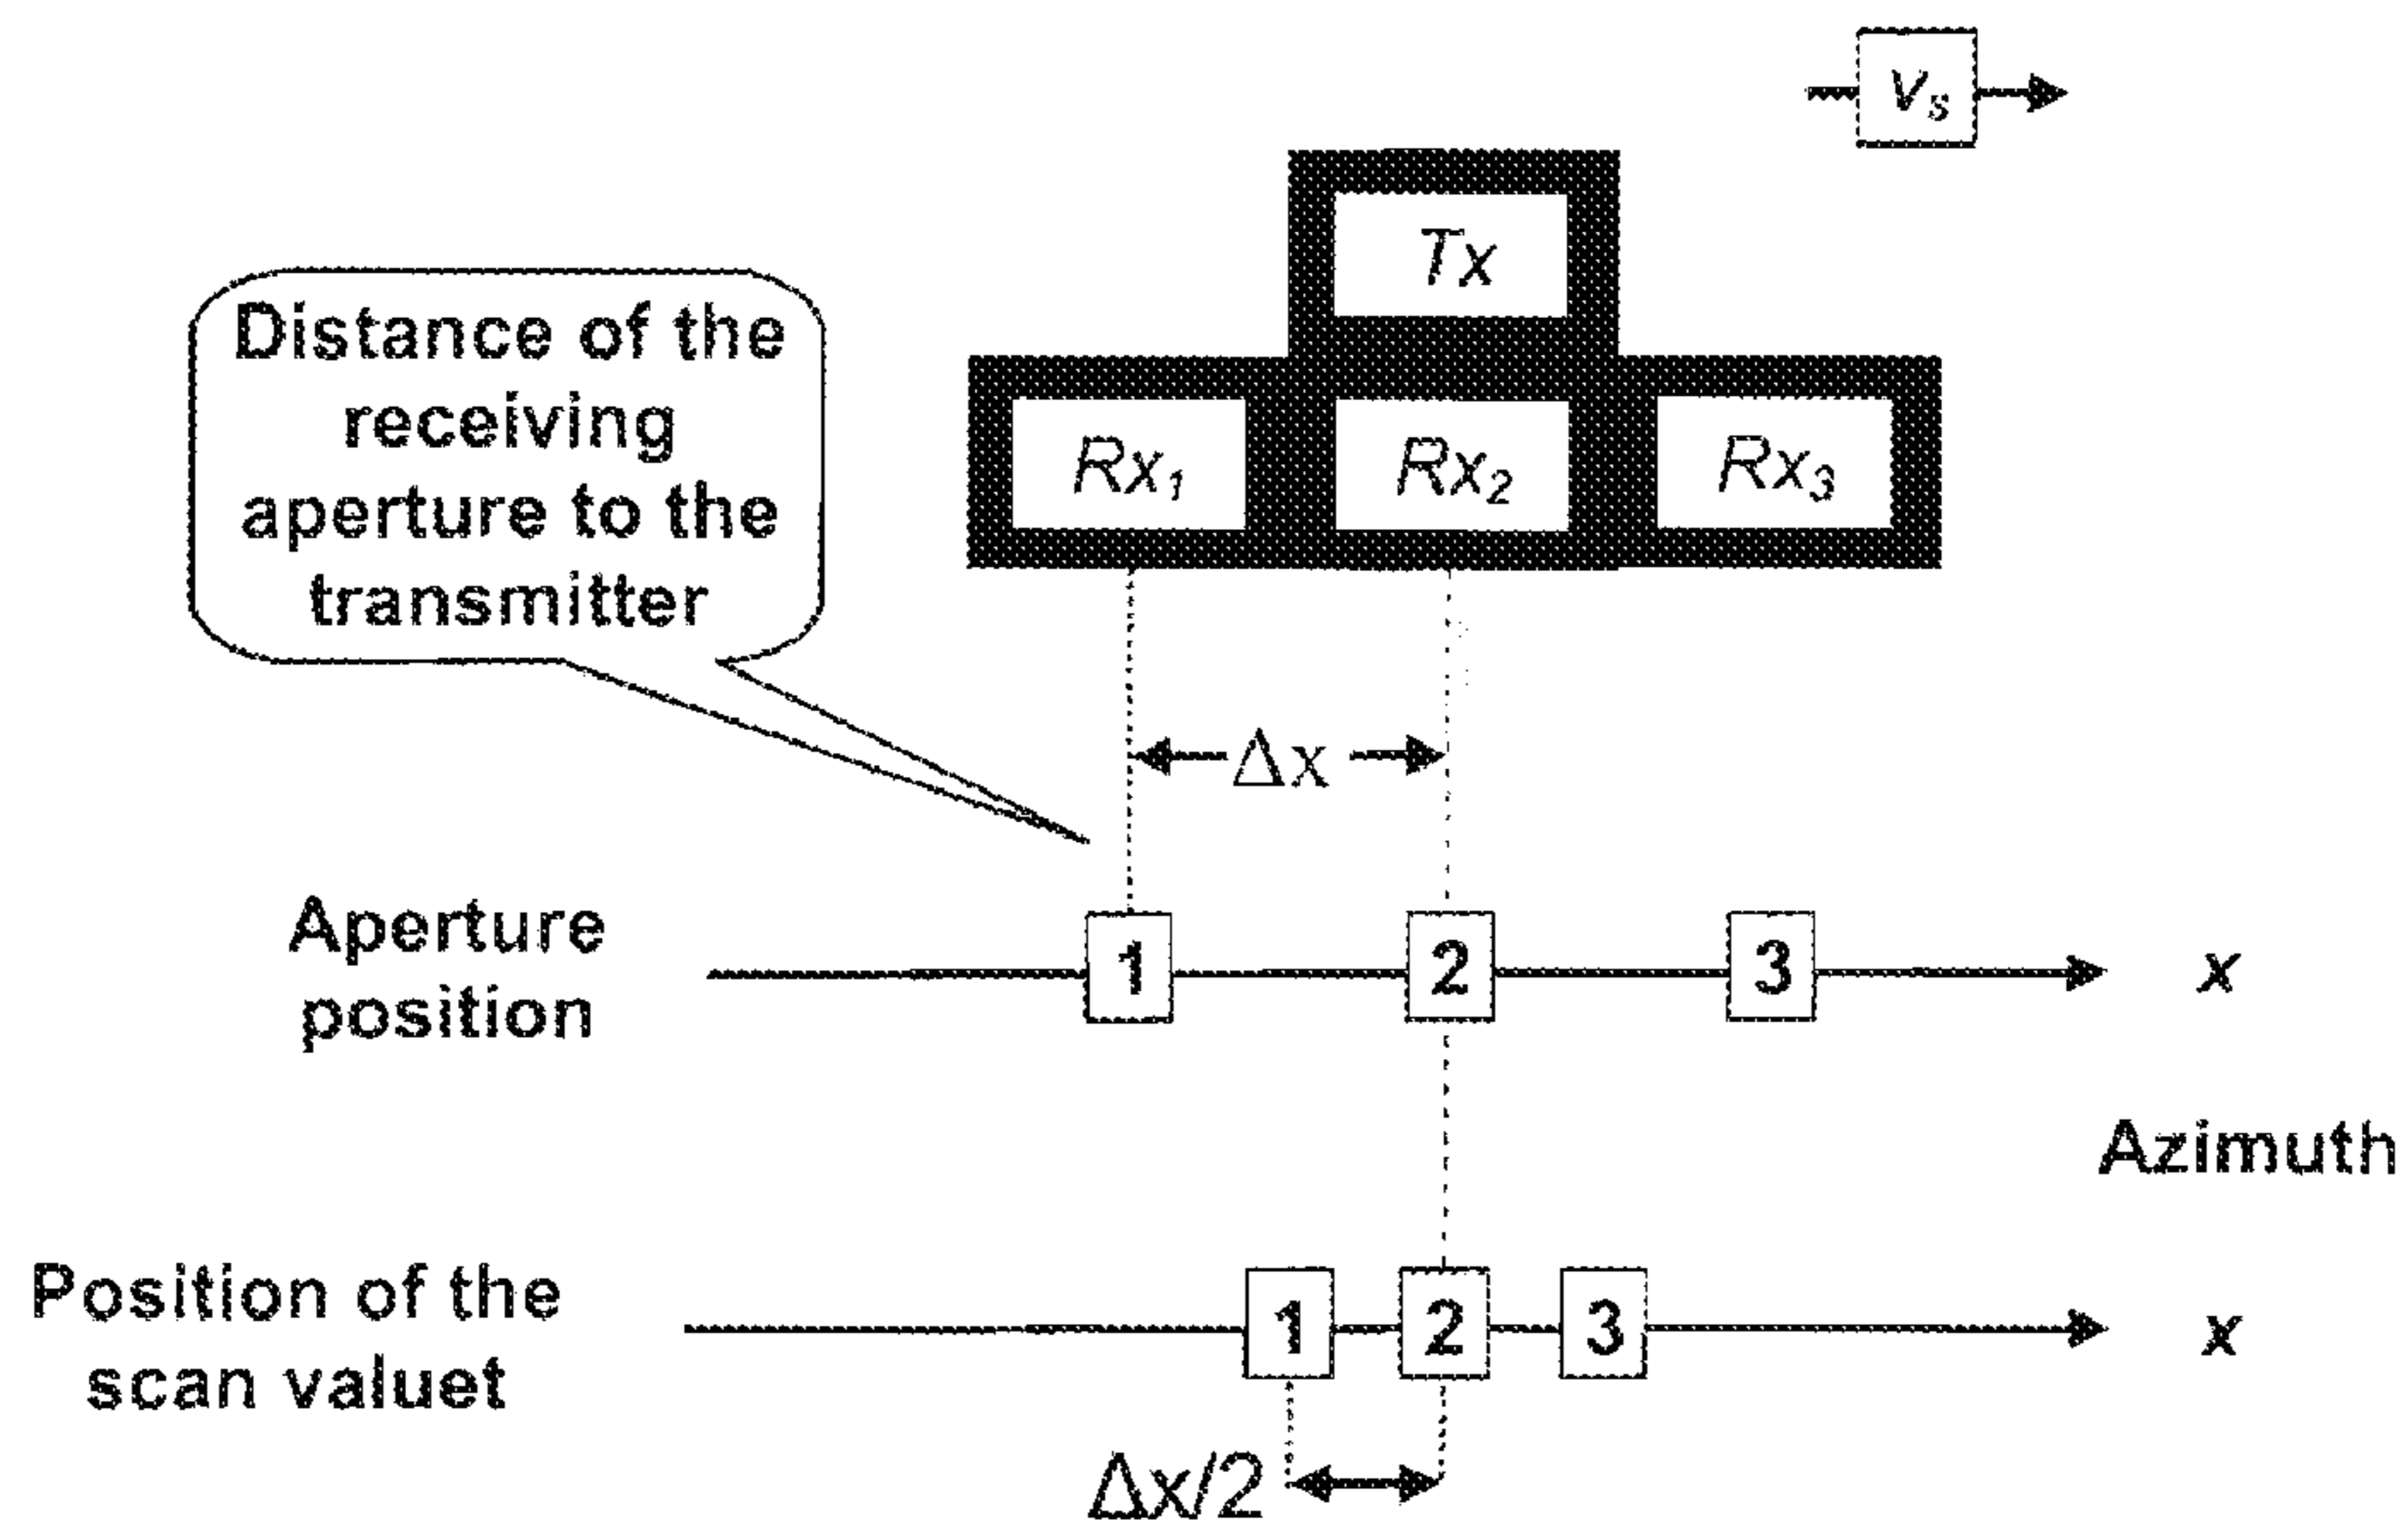 vₛ
Tx
Distance of the
receiving
aperture to the
transmitter
Rx₁ Rx₂ Rx₃
Δx
Aperture
position
1 2 3 x
Azimuth
Position of the
scan valuet
1 2 3 x
Δx/2